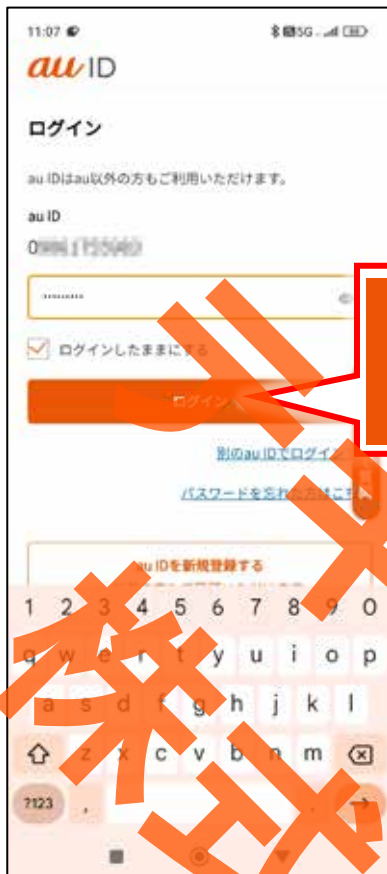 11:07
5G
au ID
ログイン
au IDはau以外の方もご利用いただけます。
au ID
ログインしたままにする
ログイン
別のau IDでログイン
パスワードを忘れた方はこち
au IDを新規登録する
1 2 3 4 5 6 7 8 9 0
q w e r t y u i o p
a s d f g h j k l
z x c v b n m
?123 , .
株式